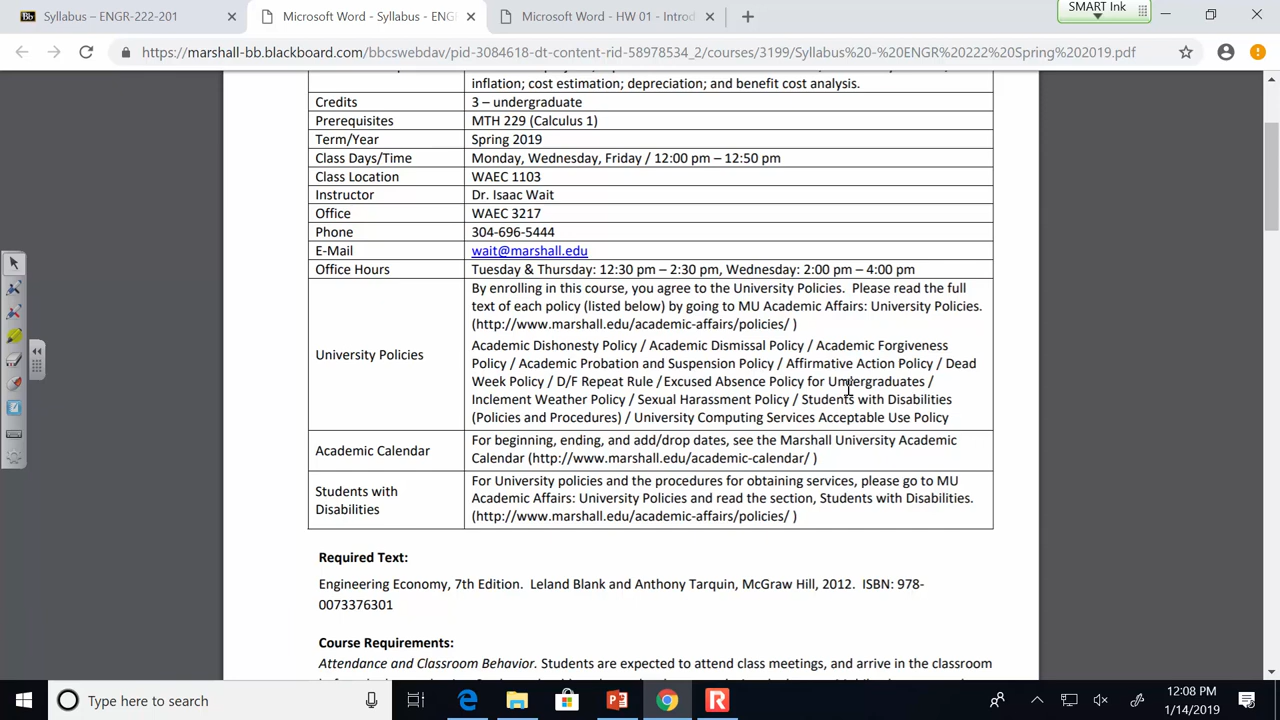 Syllabus – ENGR-222-201
Microsoft Word - Syllabus - ENG
Microsoft Word - HW 01 - Introd
SMART Ink
https://marshall-bb.blackboard.com/bbcswebdav/pid-3084618-dt-content-rid-58978534_2/courses/3199/Syllabus%20-%20ENGR%20222%20Spring%202019.pdf
inflation; cost estimation; depreciation; and benefit cost analysis.
Credits 3 – undergraduate
Prerequisites MTH 229 (Calculus 1)
Term/Year Spring 2019
Class Days/Time Monday, Wednesday, Friday / 12:00 pm – 12:50 pm
Class Location WAEC 1103
Instructor Dr. Isaac Wait
Office WAEC 3217
Phone 304-696-5444
E-Mail wait@marshall.edu
Office Hours Tuesday & Thursday: 12:30 pm – 2:30 pm, Wednesday: 2:00 pm – 4:00 pm
University Policies
By enrolling in this course, you agree to the University Policies. Please read the full
text of each policy (listed below) by going to MU Academic Affairs: University Policies.
(http://www.marshall.edu/academic-affairs/policies/ )
Academic Dishonesty Policy / Academic Dismissal Policy / Academic Forgiveness
Policy / Academic Probation and Suspension Policy / Affirmative Action Policy / Dead
Week Policy / D/F Repeat Rule /Excused Absence Policy for Undergraduates /
Inclement Weather Policy / Sexual Harassment Policy / Students with Disabilities
(Policies and Procedures) / University Computing Services Acceptable Use Policy
Academic Calendar
For beginning, ending, and add/drop dates, see the Marshall University Academic
Calendar (http://www.marshall.edu/academic-calendar/ )
Students with
Disabilities
For University policies and the procedures for obtaining services, please go to MU
Academic Affairs: University Policies and read the section, Students with Disabilities.
(http://www.marshall.edu/academic-affairs/policies/ )
Required Text:
Engineering Economy, 7th Edition. Leland Blank and Anthony Tarquin, McGraw Hill, 2012. ISBN: 978-
0073376301
Course Requirements:
Attendance and Classroom Behavior. Students are expected to attend class meetings, and arrive in the classroom
Type here to search
12:08 PM
1/14/2019